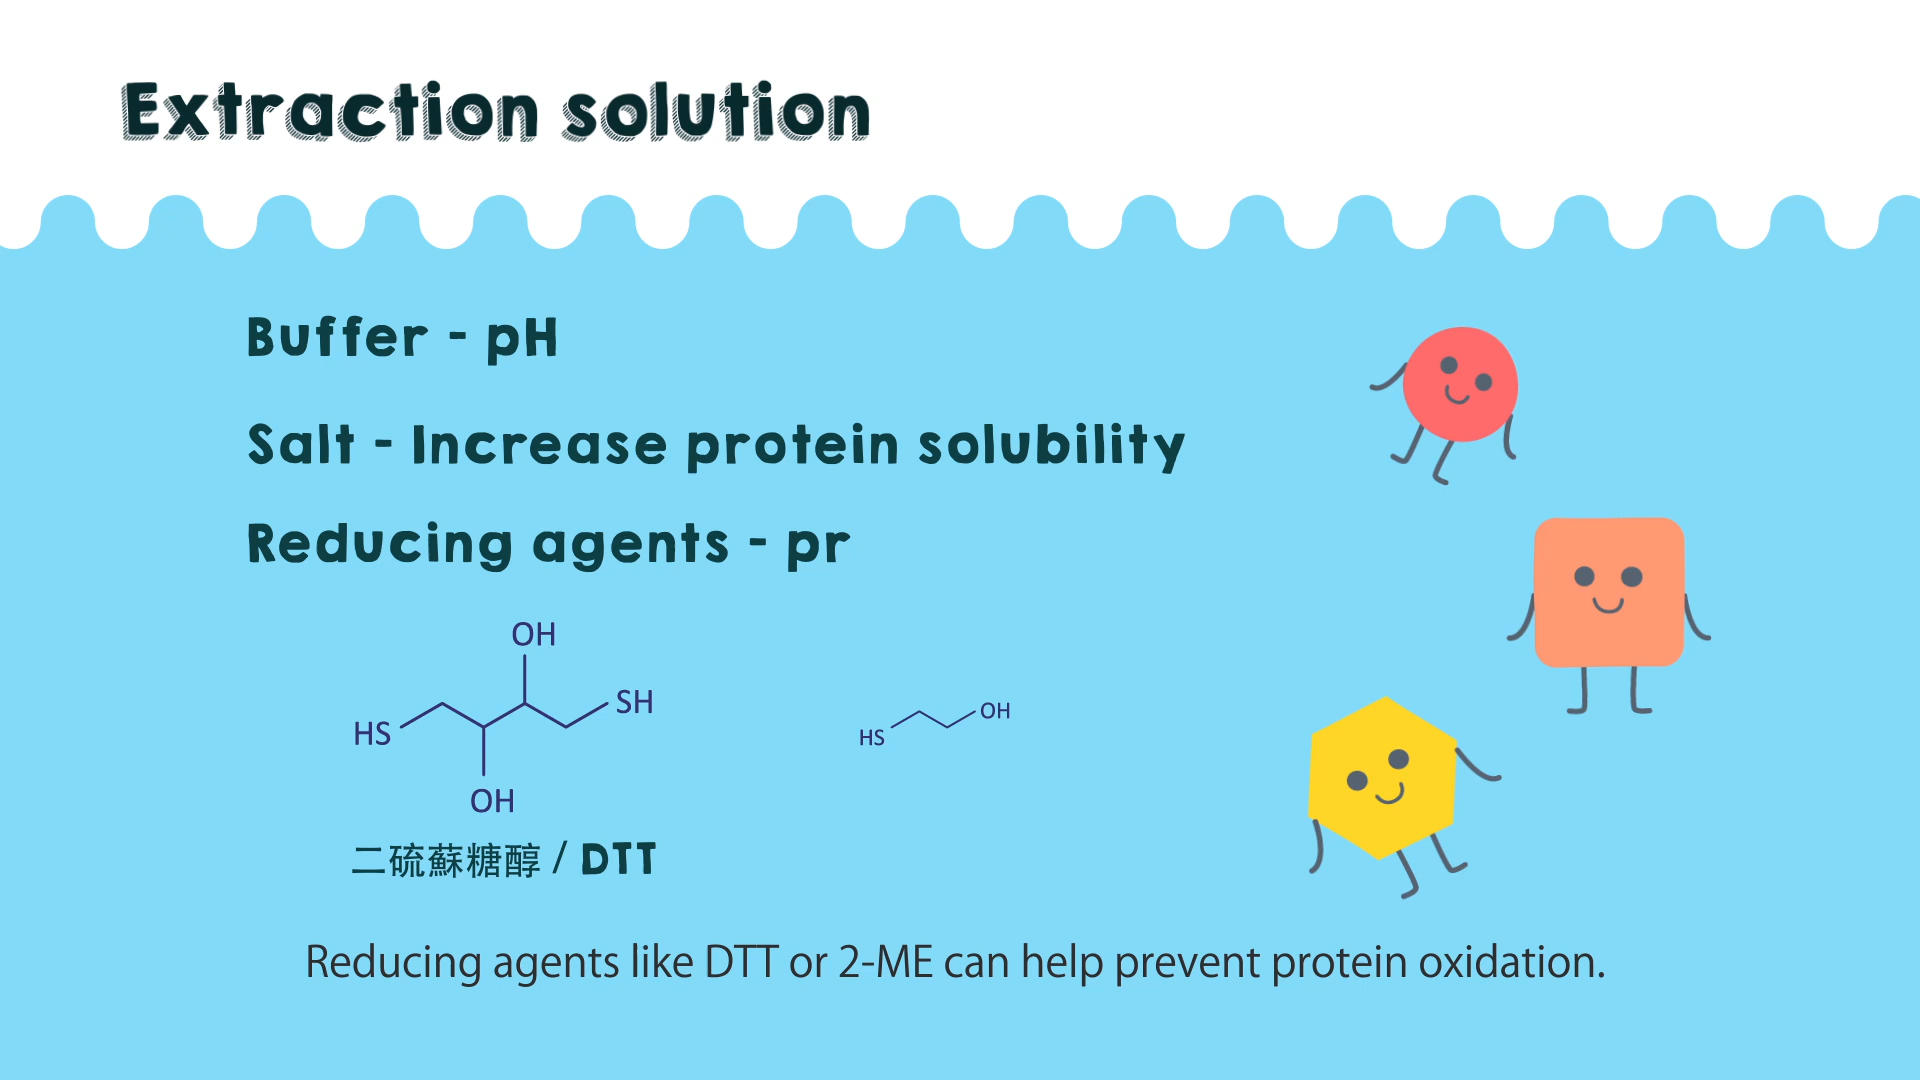 Extraction solution
Buffer - pH
Salt - Increase protein solubility
Reducing agents - pr
OH
SH
HS
OH
OH
HS
二硫蘇糖醇 / DTT
Reducing agents like DTT or 2-ME can help prevent protein oxidation.